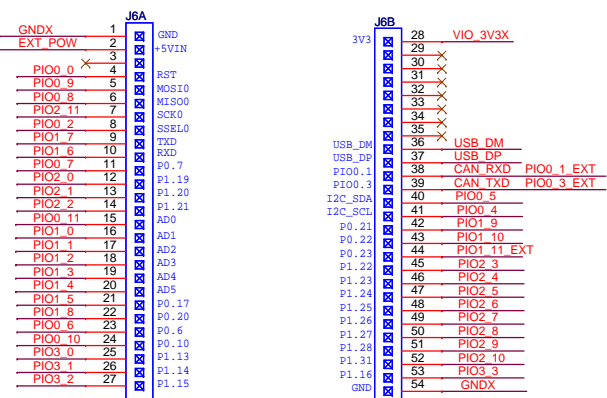 J6A
GNDX 1 GND
EXT_POW 2 +5VIN
3
PIO0_0 4 RST
PIO0_9 5 MOSI0
PIO0_8 6 MISO0
PIO2_11 7 SCK0
PIO0_2 8 SSEL0
PIO1_7 9 TXD
PIO1_6 10 RXD
PIO0_7 11 P0.7
PIO2_0 12 P1.19
PIO2_1 13 P1.20
PIO2_2 14 P1.21
PIO0_11 15 AD0
PIO1_0 16 AD1
PIO1_1 17 AD2
PIO1_2 18 AD3
PIO1_3 19 AD4
PIO1_4 20 AD5
PIO1_5 21 P0.17
PIO1_8 22 P0.20
PIO0_6 23 P0.6
PIO0_10 24 P0.10
PIO3_0 25 P1.13
PIO3_1 26 P1.14
PIO3_2 27 P1.15
J6B
3V3 28 VIO_3V3X
29
30
31
32
33
34
35
USB_DM 36 USB_DM
USB_DP 37 USB_DP
PIO0.1 38 CAN_RXD PIO0_1_EXT
PIO0.3 39 CAN_TXD PIO0_3_EXT
I2C_SDA 40 PIO0_5
I2C_SCL 41 PIO0_4
P0.21 42 PIO1_9
P0.22 43 PIO1_10
P0.23 44 PIO1_11_EXT
P1.22 45 PIO2_3
P1.23 46 PIO2_4
P1.24 47 PIO2_5
P1.25 48 PIO2_6
P1.26 49 PIO2_7
P1.27 50 PIO2_8
P1.28 51 PIO2_9
P1.31 52 PIO2_10
P1.16 53 PIO3_3
GND 54 GNDX